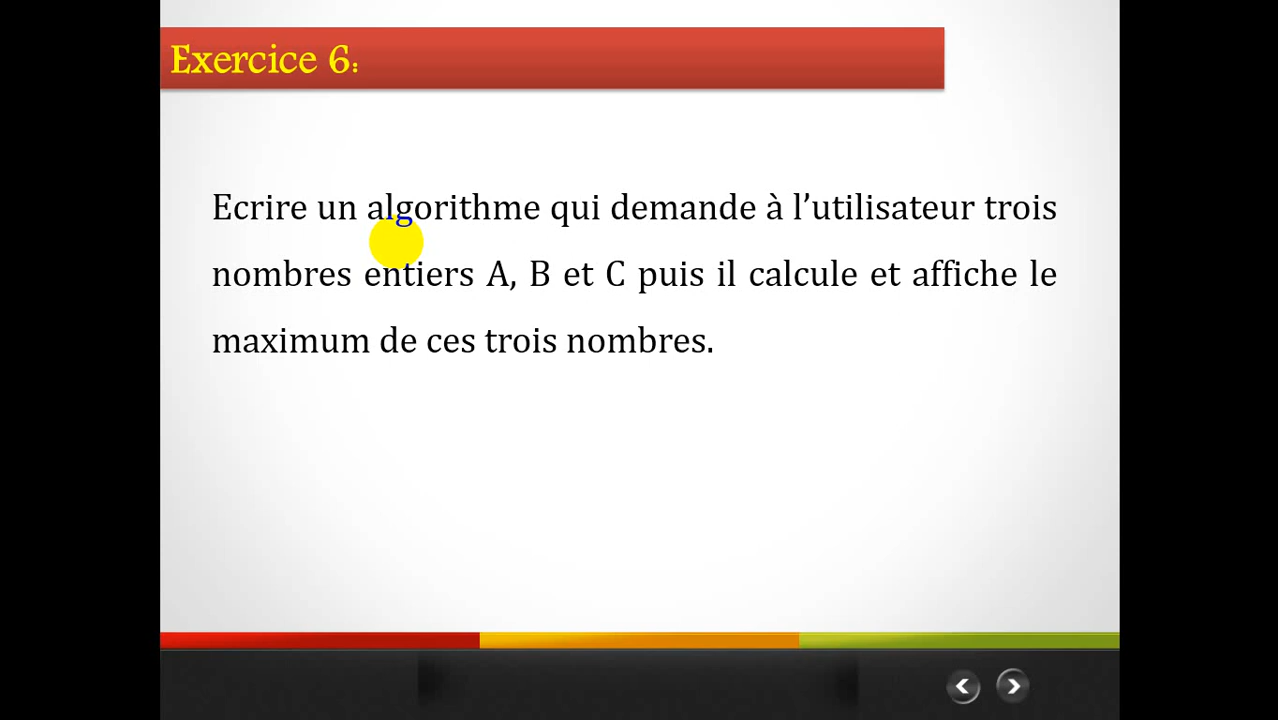 Exercice 6:
Ecrire un algorithme qui demande à l’utilisateur trois
nombres entiers A, B et C puis il calcule et affiche le
maximum de ces trois nombres.